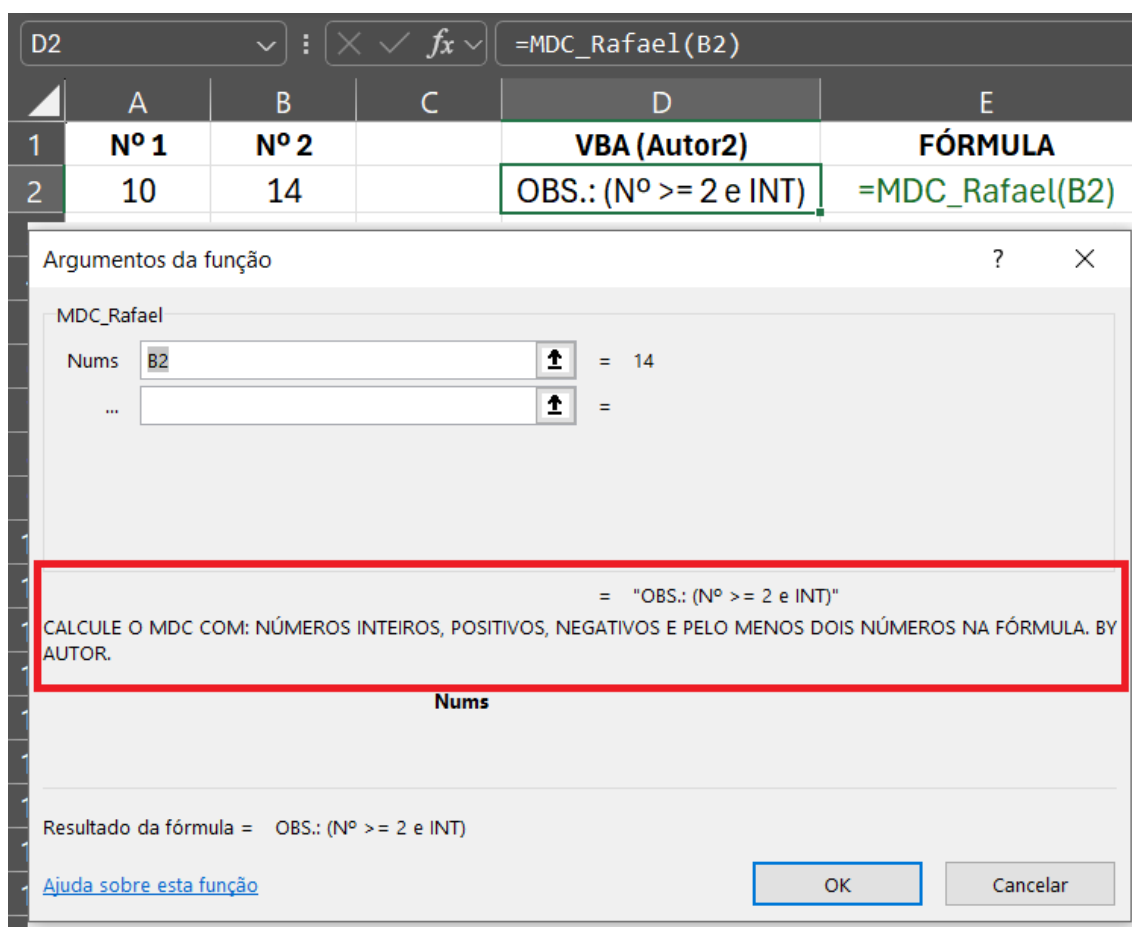 D2
fx
=MDC_Rafael(B2)
A B C D E
1 Nº 1 Nº 2 VBA (Autor2) FÓRMULA
2 10 14 OBS.: (Nº >= 2 e INT) =MDC_Rafael(B2)
Argumentos da função ?
MDC_Rafael
Nums B2 = 14
... =
= "OBS.: (Nº >= 2 e INT)"
CALCULE O MDC COM: NÚMEROS INTEIROS, POSITIVOS, NEGATIVOS E PELO MENOS DOIS NÚMEROS NA FÓRMULA. BY
AUTOR.
Nums
Resultado da fórmula = OBS.: (Nº >= 2 e INT)
Ajuda sobre esta função
OK Cancelar